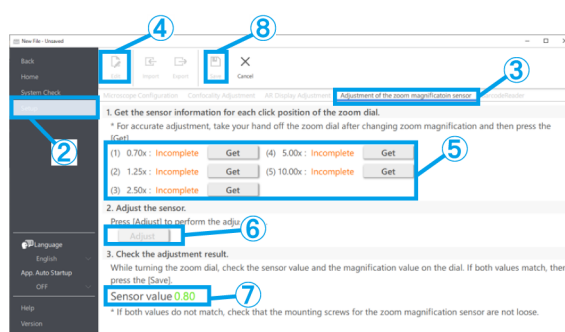 New File - Unsaved
④
⑧
Back
Home
System Check
②
Edit
Import
Export
Save
Cancel
③
Microscope Configuration Confocality Adjustment AR Display Adjustment Adjustment of the zoom magnification sensor
1. Get the sensor information for each click position of the zoom dial.
* For accurate adjustment, take your hand off the zoom dial after changing zoom magnification and then press the
[Get]
(1) 0.70x : Incomplete Get (4) 5.00x : Incomplete Get
⑤
(2) 1.25x : Incomplete Get (5) 10.00x : Incomplete Get
(3) 2.50x : Incomplete Get
2. Adjust the sensor.
Press [Adjust] to perform the adju
⑥
Adjust
Language
English
App. Auto Startup
OFF
Help
Version
3. Check the adjustment result.
While turning the zoom dial, check the sensor value and the magnification value on the dial. If both values match, then
press the [Save].
Sensor value 0.80
⑦
* If both values do not match, check that the mounting screws for the zoom magnification sensor are not loose.